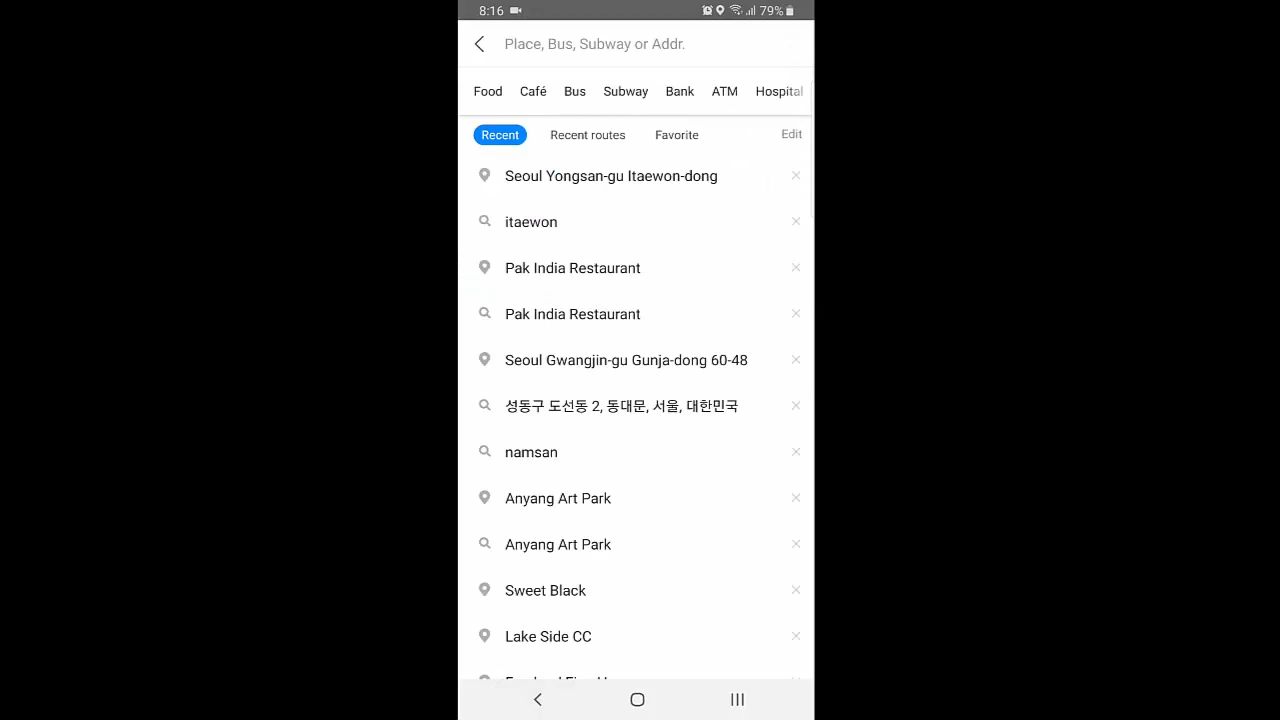 8:16 79%
Place, Bus, Subway or Addr.
Food Café Bus Subway Bank ATM Hospital
Recent Recent routes Favorite Edit
Seoul Yongsan-gu Itaewon-dong
itaewon
Pak India Restaurant
Pak India Restaurant
Seoul Gwangjin-gu Gunja-dong 60-48
성동구 도선동 2, 동대문, 서울, 대한민국
namsan
Anyang Art Park
Anyang Art Park
Sweet Black
Lake Side CC